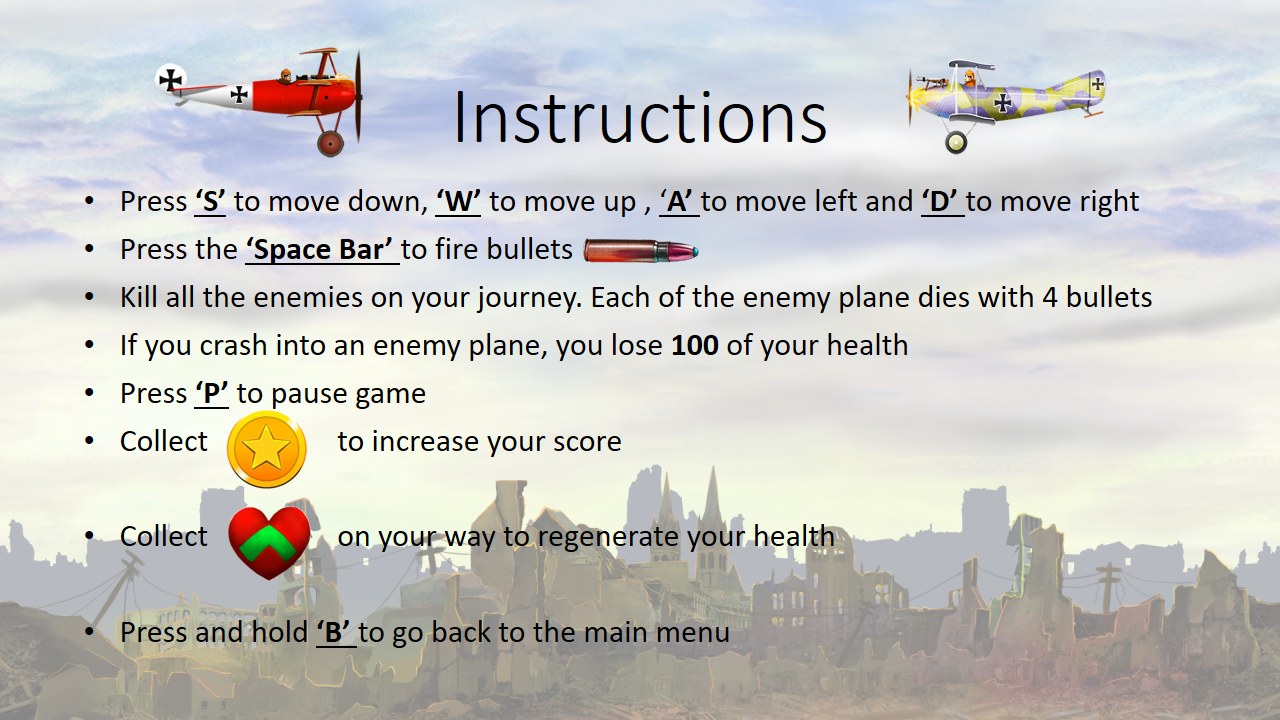 Instructions
• Press ‘S’ to move down, ‘W’ to move up , ‘A’ to move left and ‘D’ to move right
• Press the ‘Space Bar’ to fire bullets
• Kill all the enemies on your journey. Each of the enemy plane dies with 4 bullets
• If you crash into an enemy plane, you lose 100 of your health
• Press ‘P’ to pause game
• Collect to increase your score
• Collect on your way to regenerate your health
• Press and hold ‘B’ to go back to the main menu